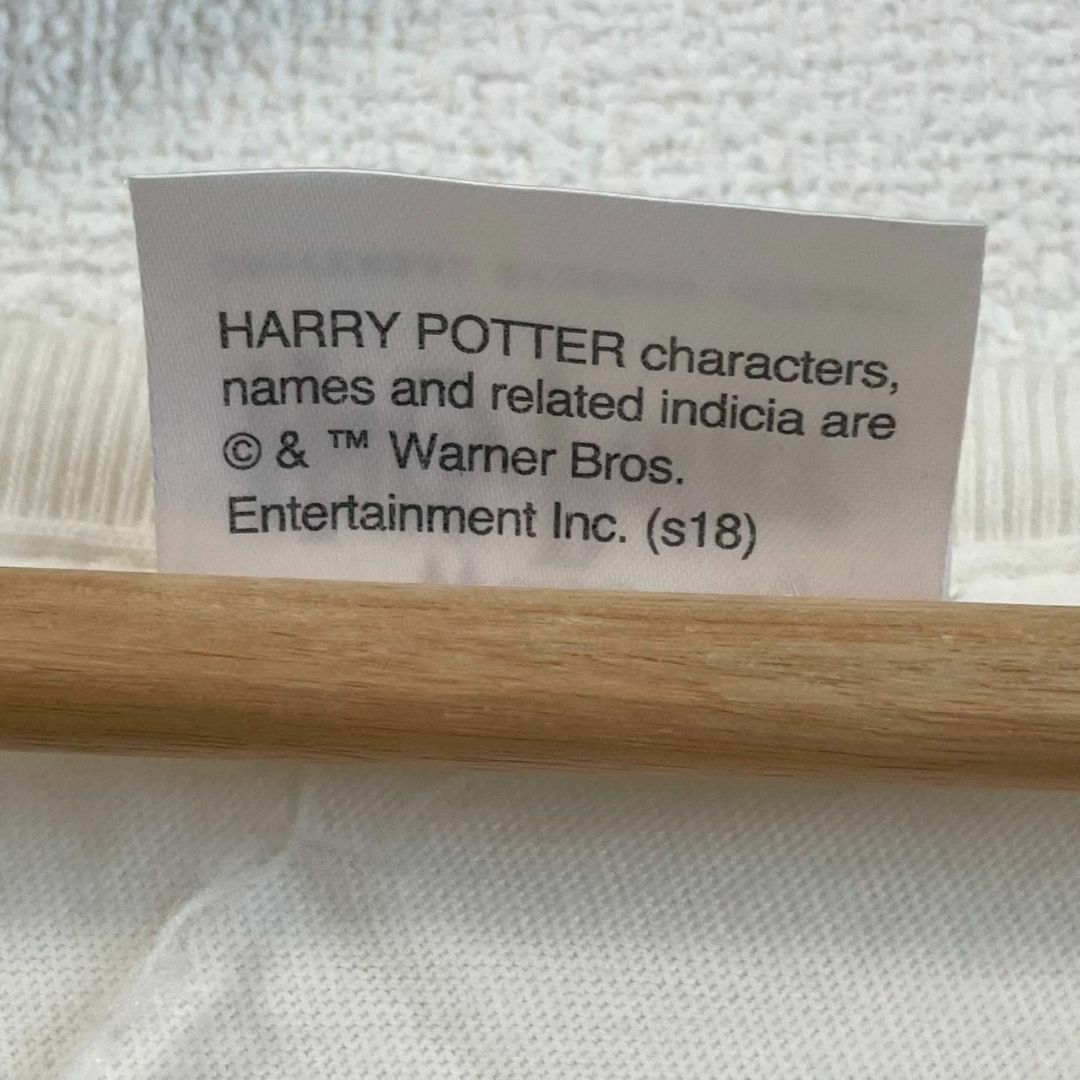 HARRY POTTER characters,
names and related indicia are
© & ™ Warner Bros.
Entertainment Inc. (s18)